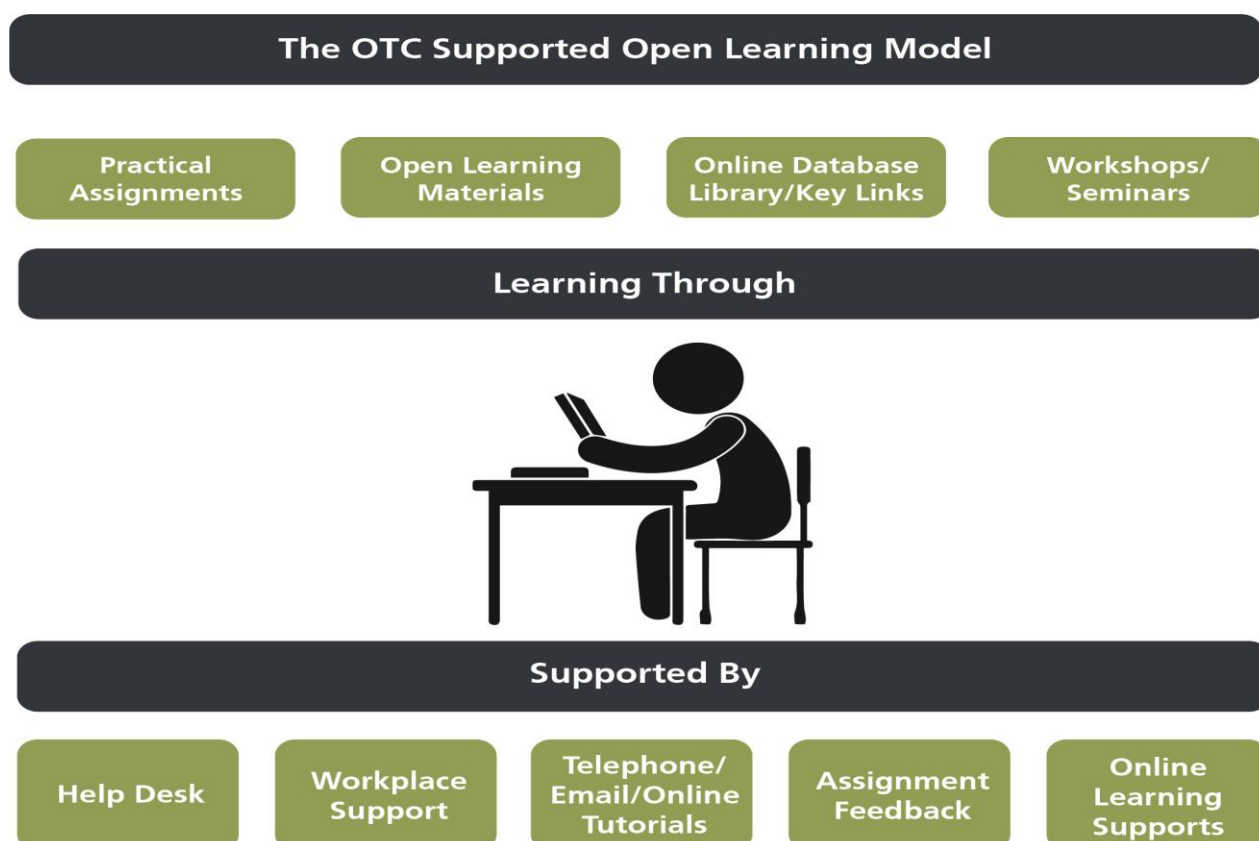 The OTC Supported Open Learning Model
Practical
Assignments
Open Learning
Materials
Online Database
Library/Key Links
Workshops/
Seminars
Learning Through
Supported By
Help Desk
Workplace
Support
Telephone/
Email/Online
Tutorials
Assignment
Feedback
Online
Learning
Supports